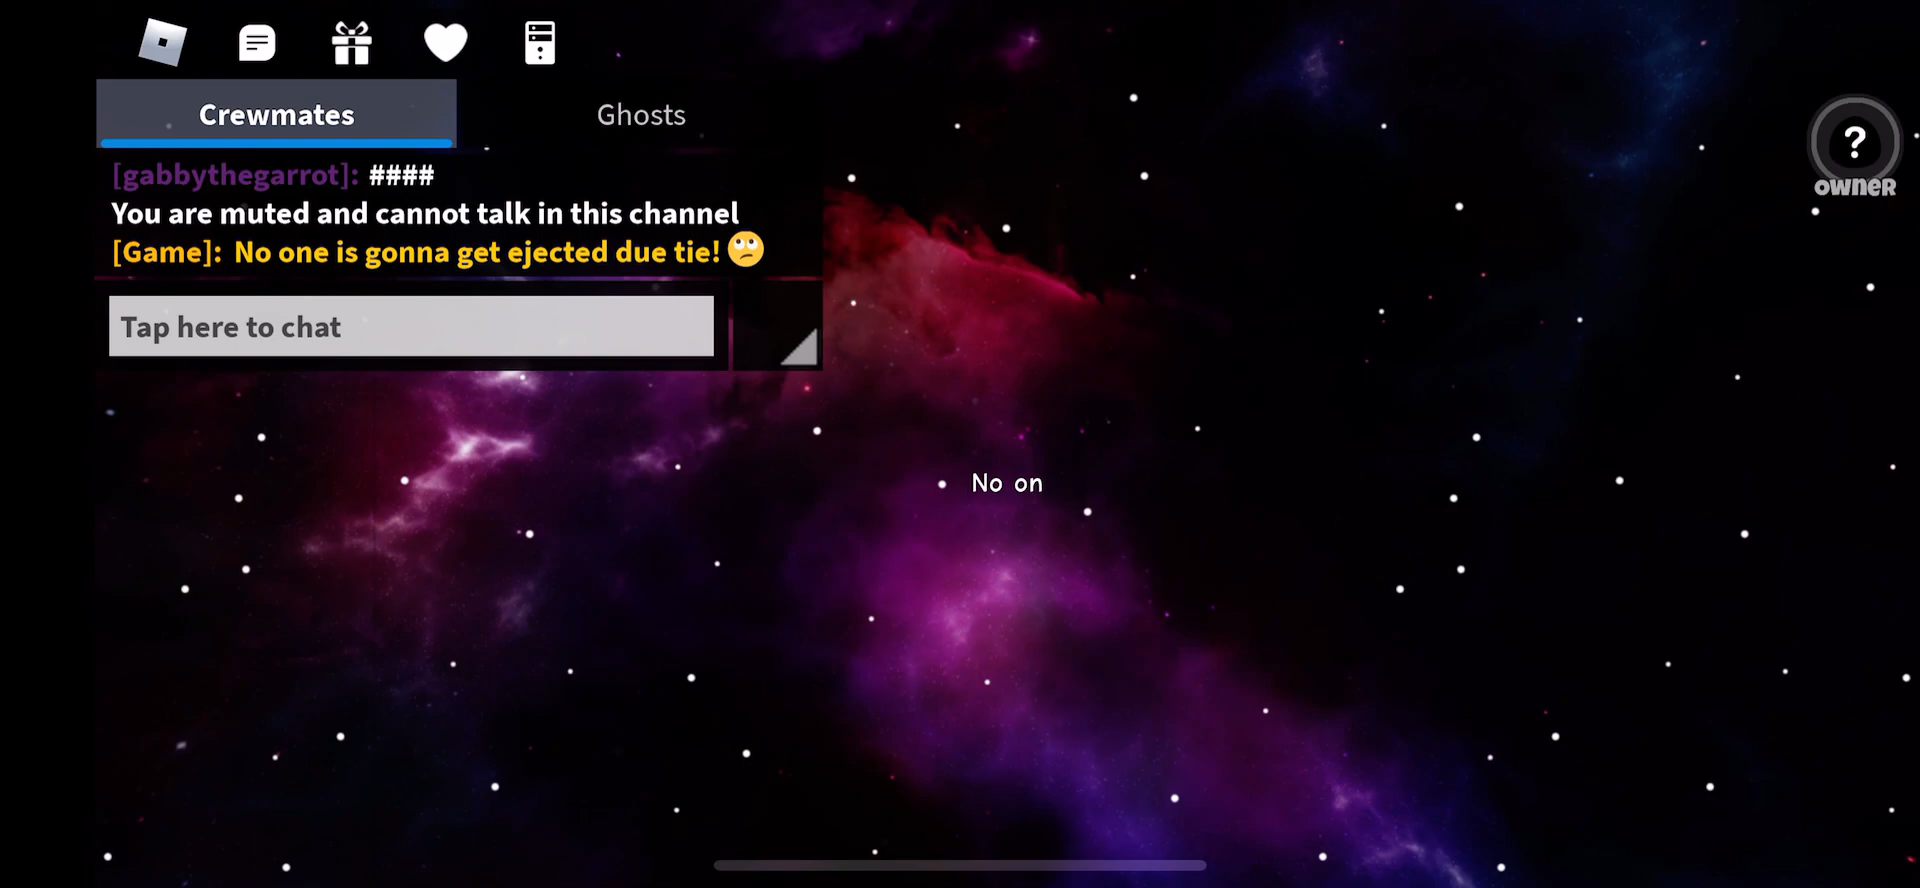 Crewmates
Ghosts
[gabbythegarrot]: ####
You are muted and cannot talk in this channel
[Game]: No one is gonna get ejected due tie!🙄
Tap here to chat
?
OWNER
No on